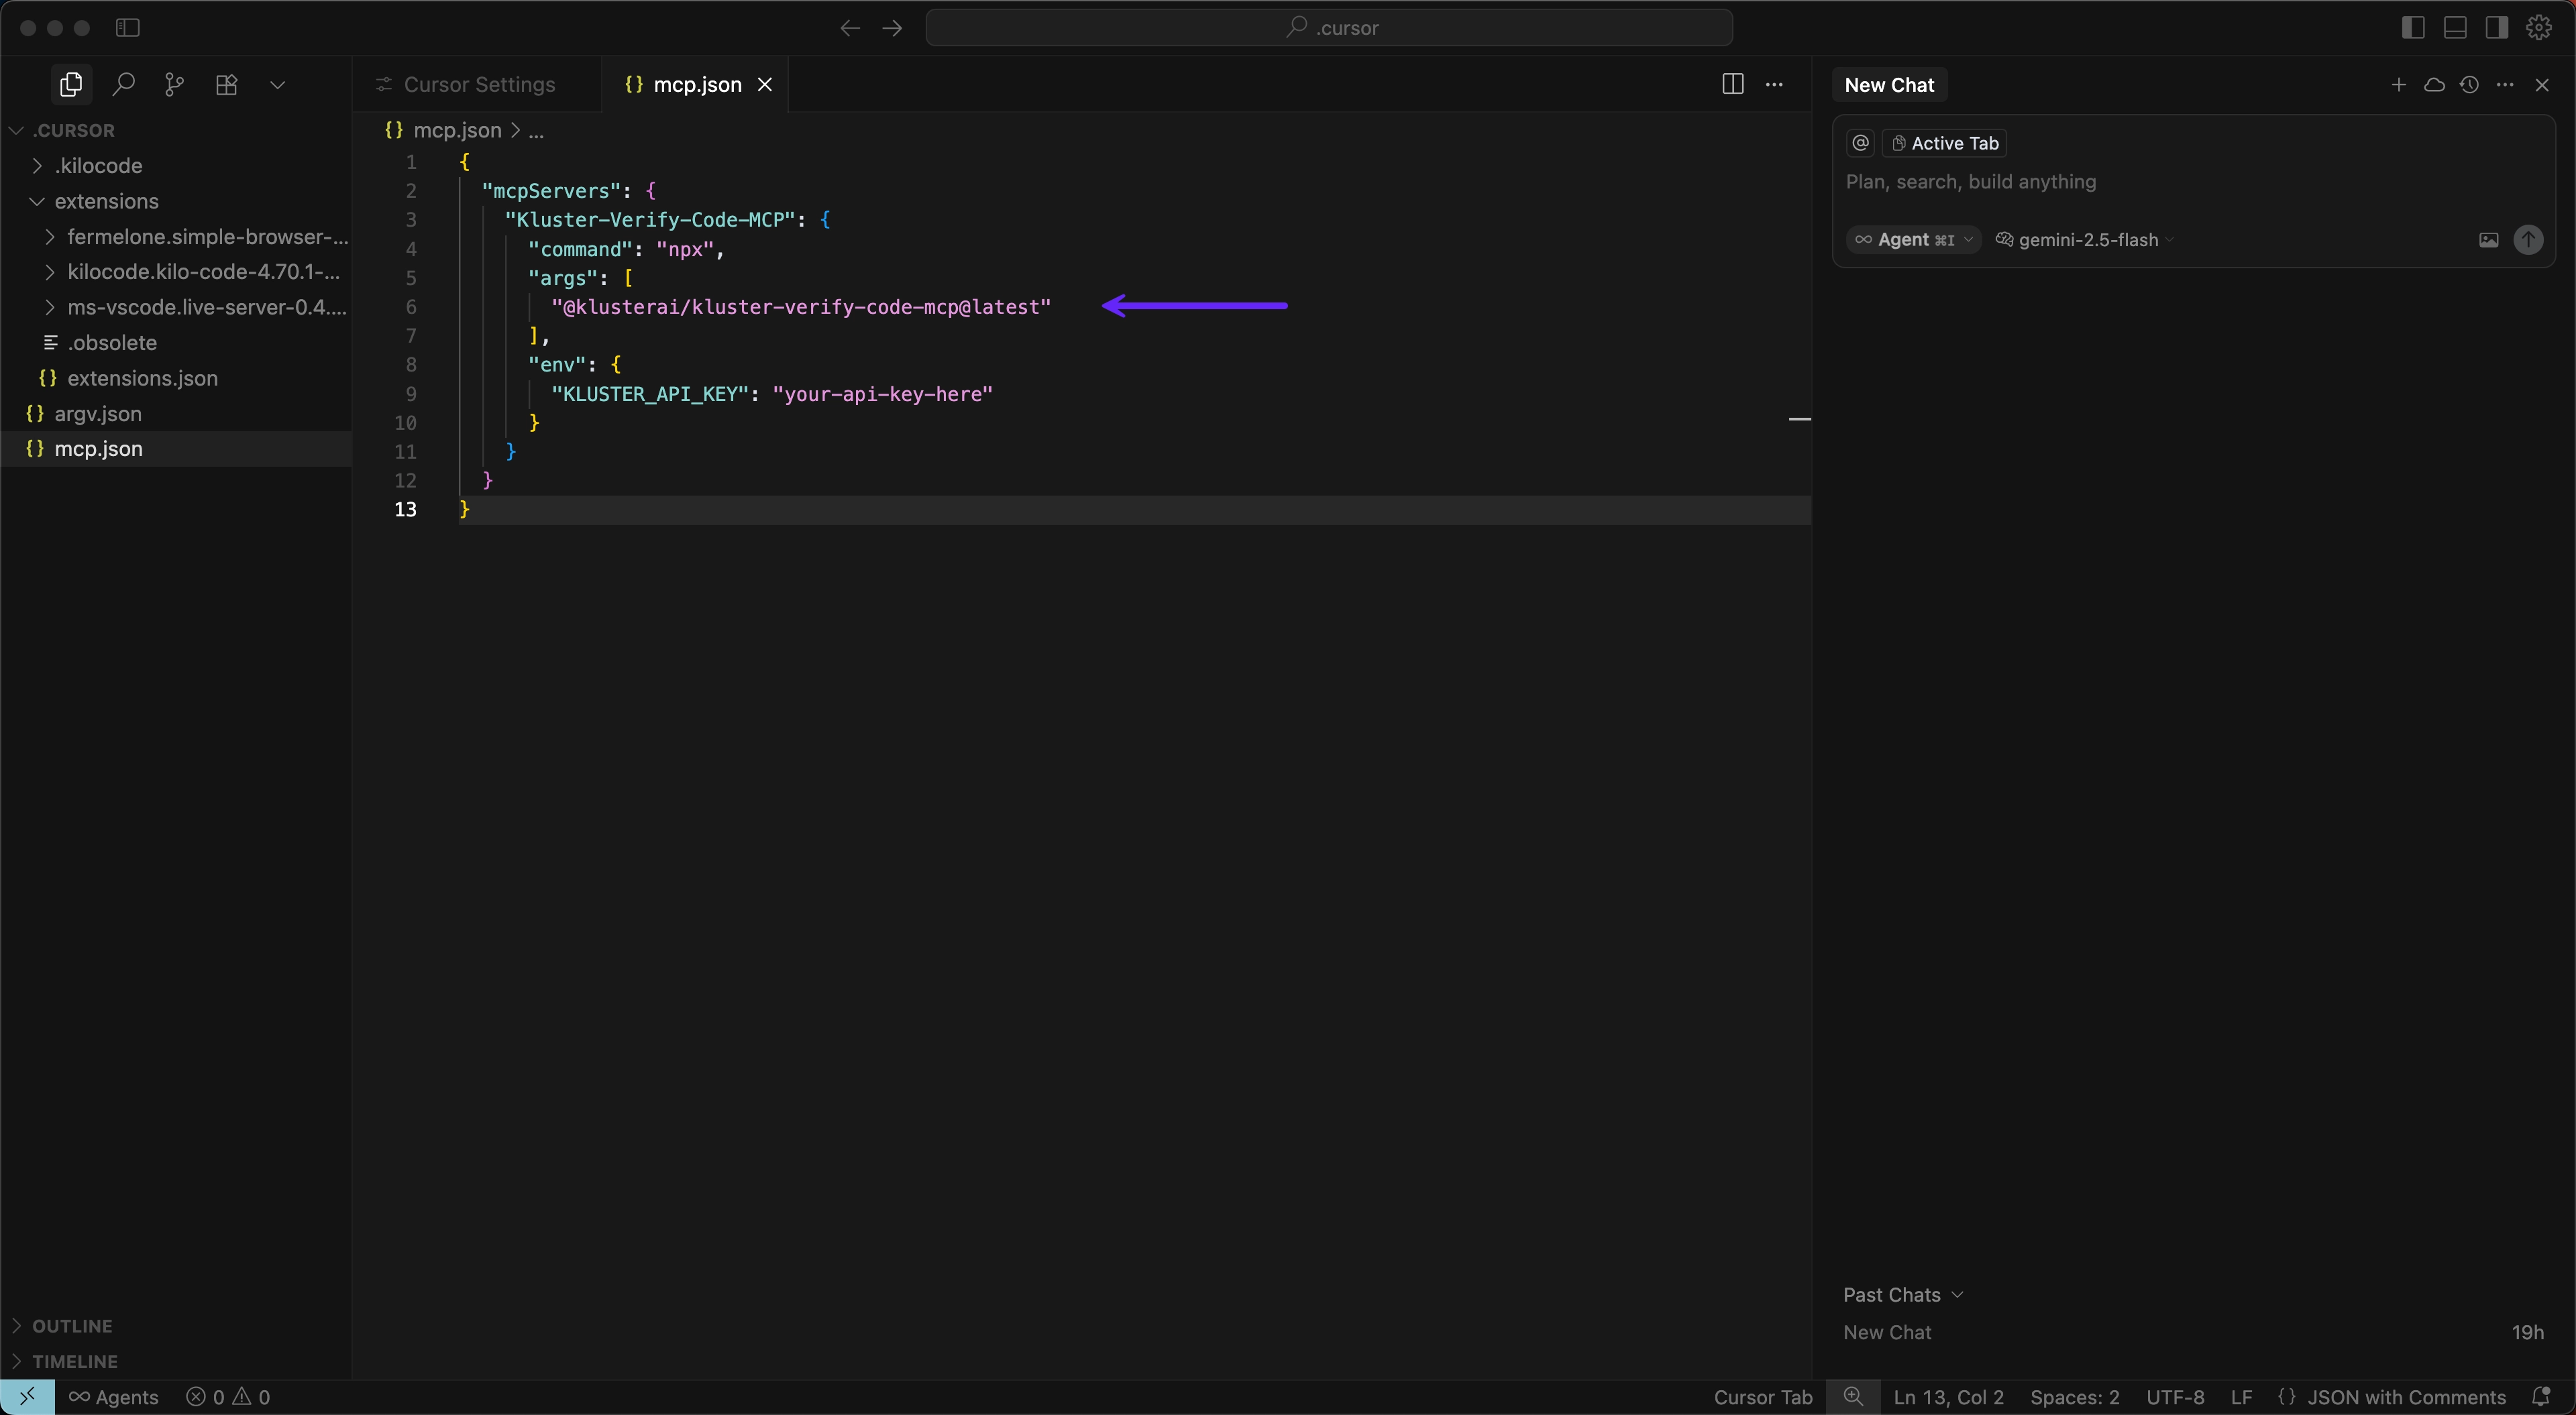 .cursor
.CURSOR
.kilocode
extensions
fermelone.simple-browser-...
kilocode.kilo-code-4.70.1-...
ms-vscode.live-server-0.4....
.obsolete
{} extensions.json
{} argv.json
{} mcp.json
OUTLINE
TIMELINE
Cursor Settings
{} mcp.json
{} mcp.json > ...
1 {
2 "mcpServers": {
3 "Kluster-Verify-Code-MCP": {
4 "command": "npx",
5 "args": [
6 "@klusterai/kluster-verify-code-mcp@latest"
7 ],
8 "env": {
9 "KLUSTER_API_KEY": "your-api-key-here"
10 }
11 }
12 }
13 }
New Chat
@ Active Tab
Plan, search, build anything
Agent ⌘I gemini-2.5-flash
Past Chats
New Chat 19h
Agents 0 0 Cursor Tab Ln 13, Col 2 Spaces: 2 UTF-8 LF {} JSON with Comments